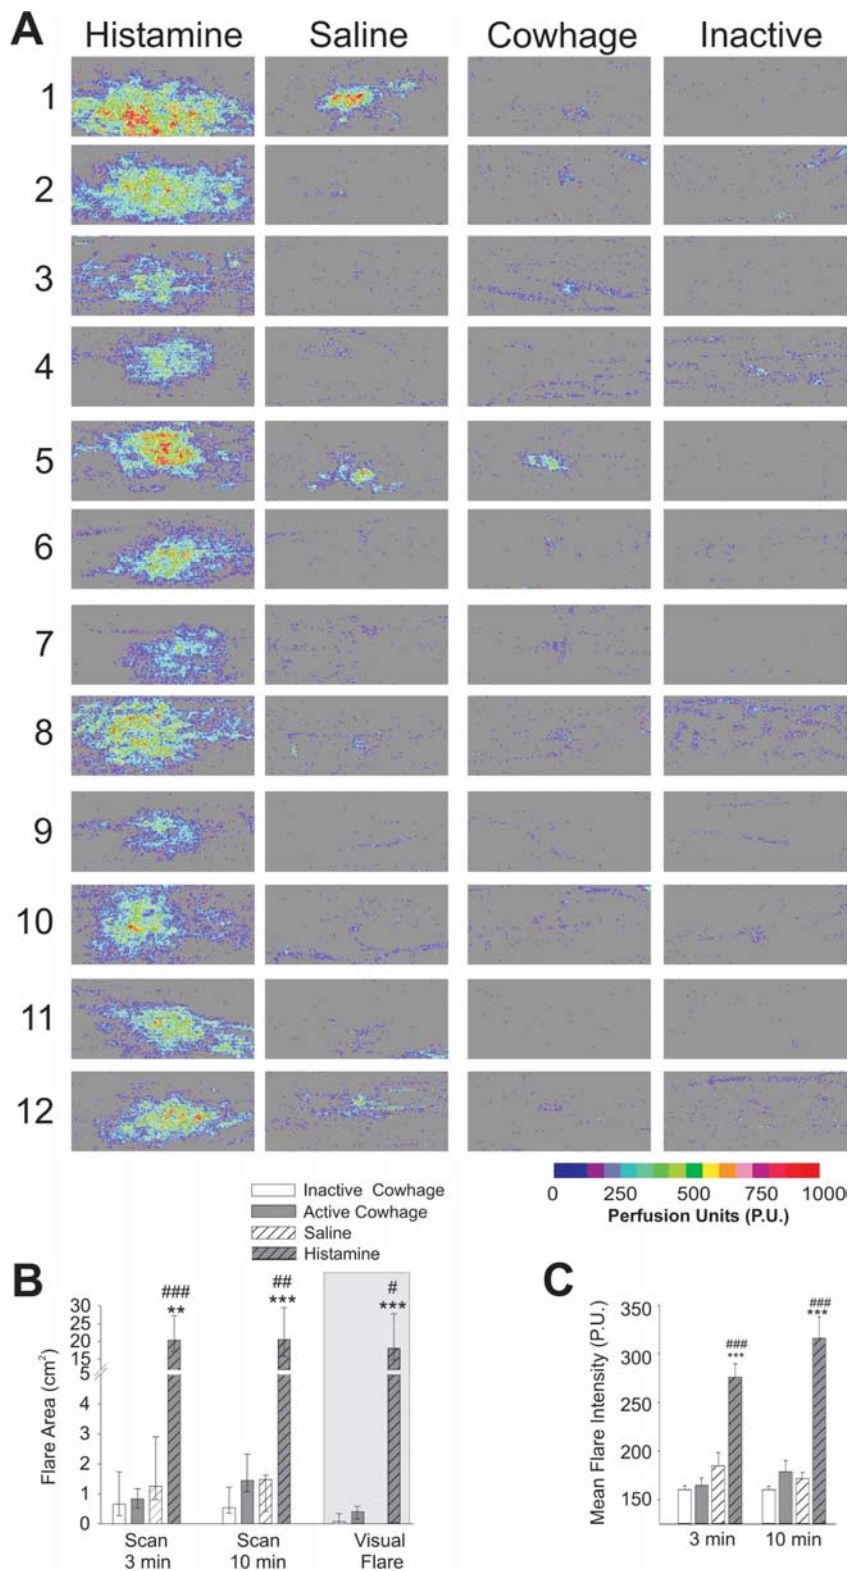 A
Histamine Saline Cowhage Inactive
1
2
3
4
5
6
7
8
9
10
11
12
0 250 500 750 1000
Perfusion Units (P.U.)
Inactive Cowhage
Active Cowhage
Saline
Histamine
B
Flare Area (cm²)
30
25
20
15
5
4
3
2
1
0
###
**
##
***
#
***
Scan 3 min
Scan 10 min
Visual Flare
C
Mean Flare Intensity (P.U.)
350
300
250
200
150
###
***
###
***
3 min 10 min